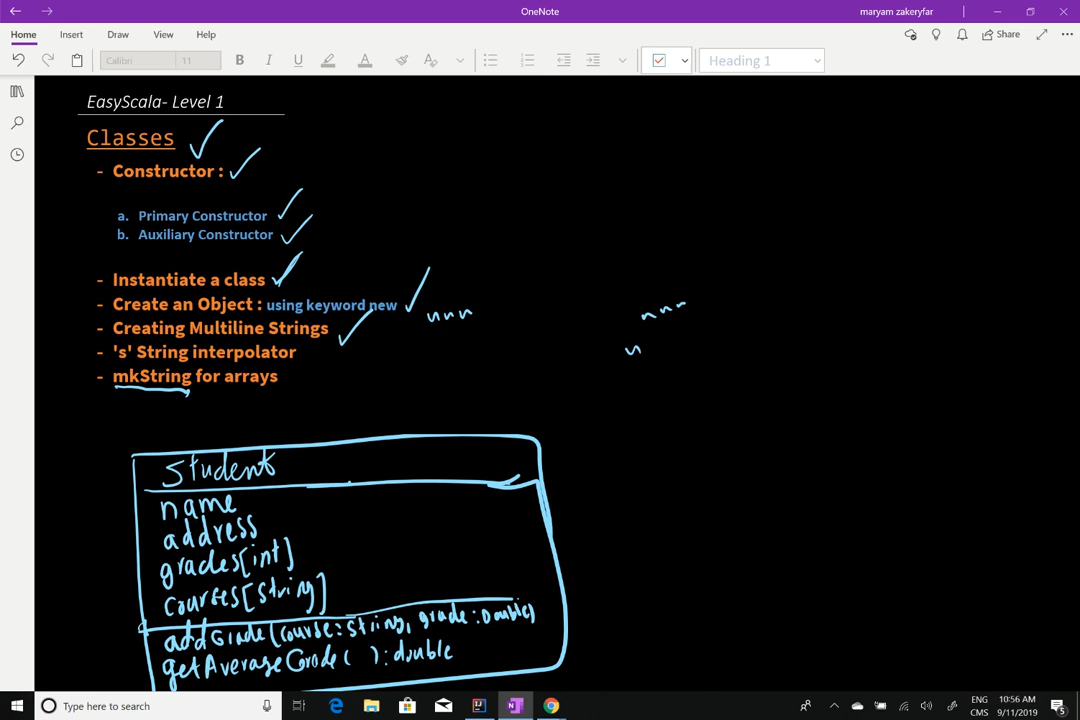 OneNote
maryam zakeryfar
Home Insert Draw View Help
Share
Calibri 11 B I U A A Heading 1
EasyScala- Level 1
Classes
- Constructor :
a. Primary Constructor
b. Auxiliary Constructor
- Instantiate a class
- Create an Object : using keyword new
- Creating Multiline Strings
- 's' String interpolator
- mkString for arrays
Student
name
address
grades[int]
courses[string]
addGrade(course:String, grade:Double)
getAverageGrade( ):double
Type here to search
ENG 10:56 AM
CMS 9/11/2019
5